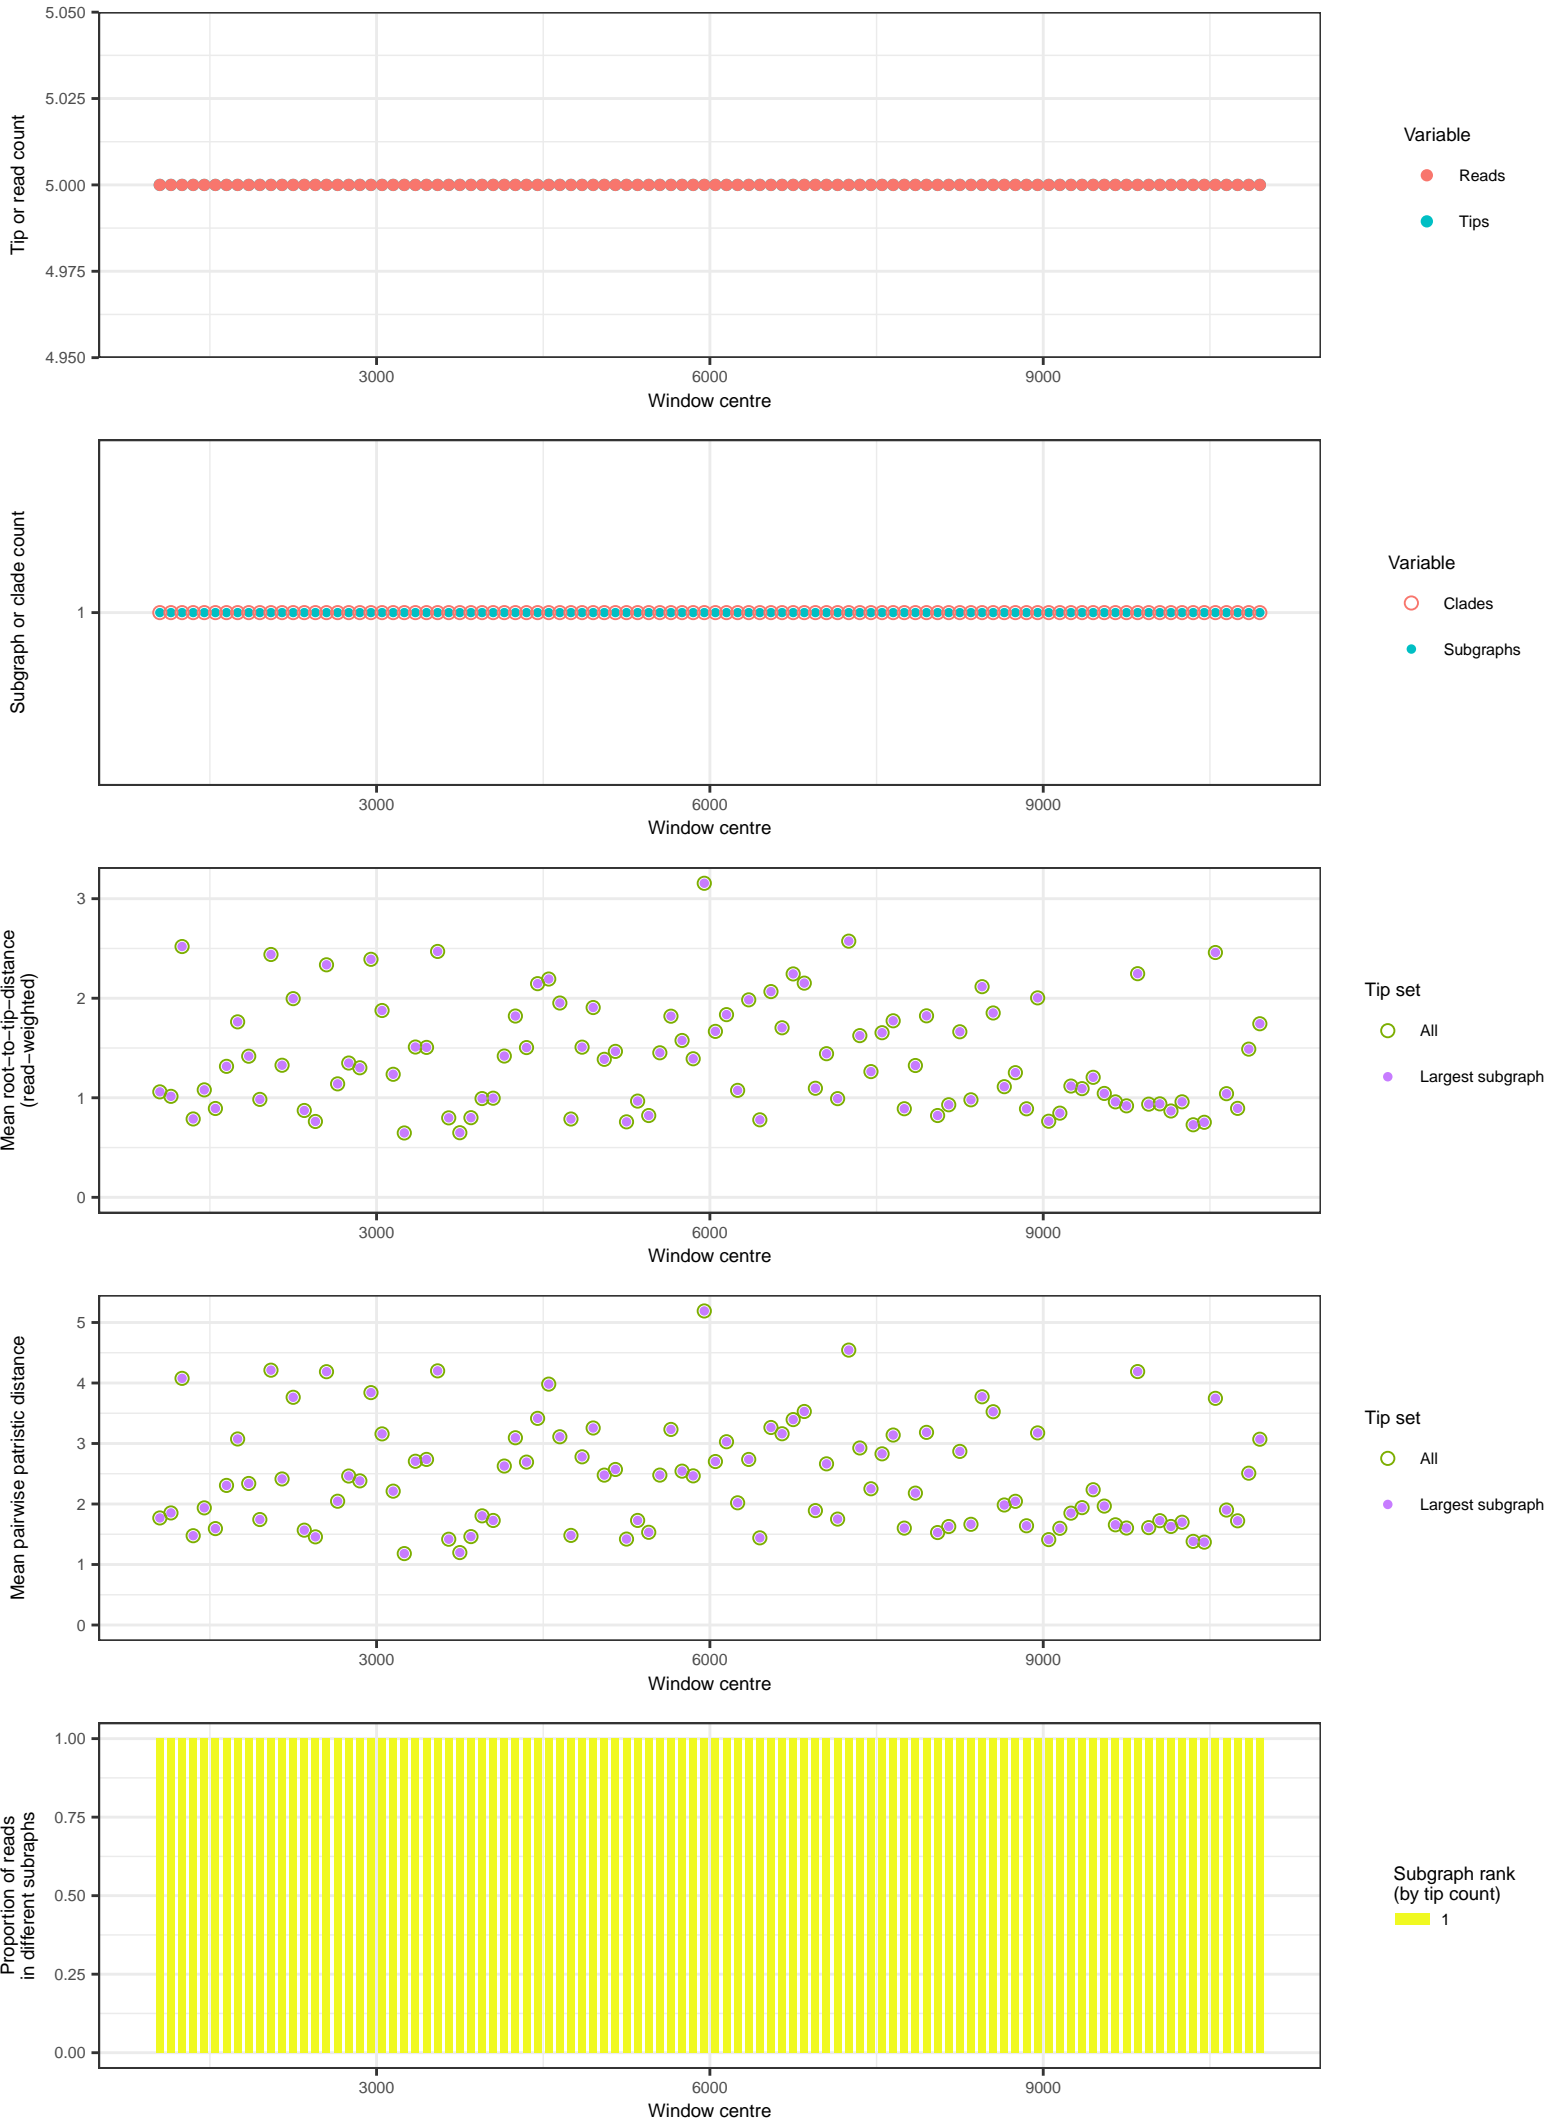 5.050
5.025
5.000
4.975
4.950
Tip or read count
3000
6000
9000
Window centre
Variable
Reads
Tips
1
Subgraph or clade count
3000
6000
9000
Window centre
Variable
Clades
Subgraphs
3
2
1
0
Mean root−to−tip−distance
(read−weighted)
3000
6000
9000
Window centre
Tip set
All
Largest subgraph
5
4
3
2
1
0
Mean pairwise patristic distance
3000
6000
9000
Window centre
Tip set
All
Largest subgraph
1.00
0.75
0.50
0.25
0.00
Proportion of reads
in different subraphs
3000
6000
9000
Window centre
Subgraph rank
(by tip count)
1